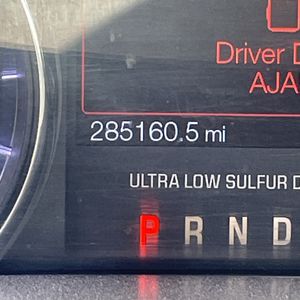 Driver D
AJA
285160.5 mi
ULTRA LOW SULFUR D
P R N D